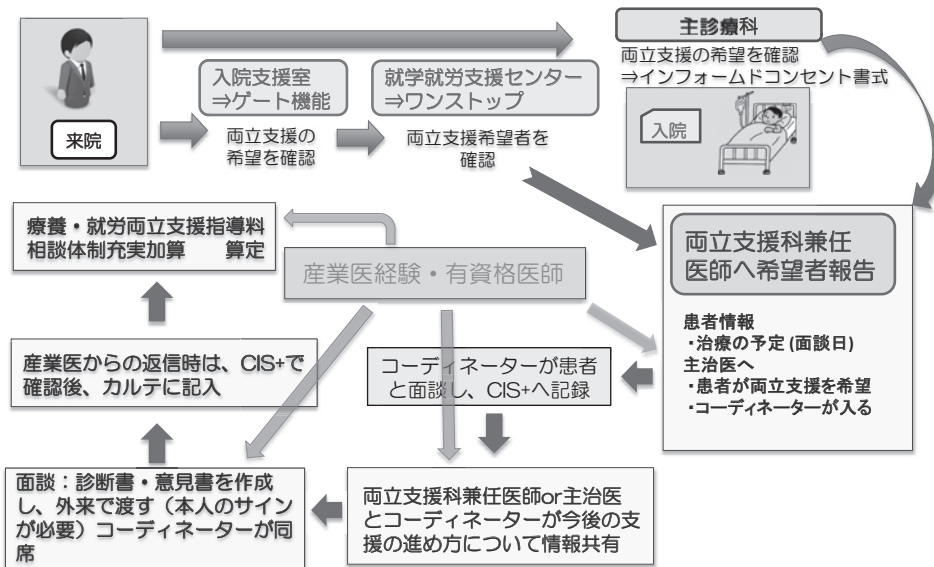 来院
入院支援室
⇒ゲート機能
両立支援の
希望を確認
就学就労支援センター
⇒ワンストップ
両立支援希望者を
確認
主診療科
両立支援の希望を確認
⇒インフォームドコンセント書式
入院
両立支援科兼任
医師へ希望者報告
患者情報
・治療の予定(面談日)
主治医へ
・患者が両立支援を希望
・コーディネーターが入る
産業医経験・有資格医師
コーディネーターが患者
と面談し、CIS+へ記録
両立支援科兼任医師or主治医
とコーディネーターが今後の支
援の進め方について情報共有
面談：診断書・意見書を作成
し、外来で渡す（本人のサイン
が必要）コーディネーターが同
席
産業医からの返信時は、CIS+で
確認後、カルテに記入
療養・就労両立支援指導料
相談体制充実加算　算定